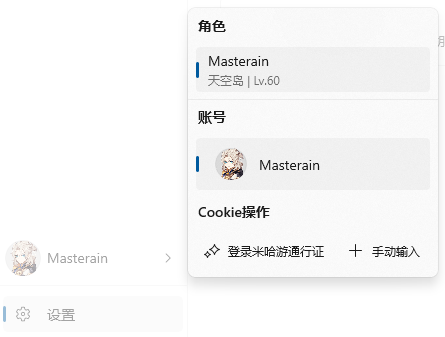 角色
Masterain
天空岛 | Lv.60
账号
Masterain
Cookie操作
登录米哈游通行证
手动输入
Masterain
设置